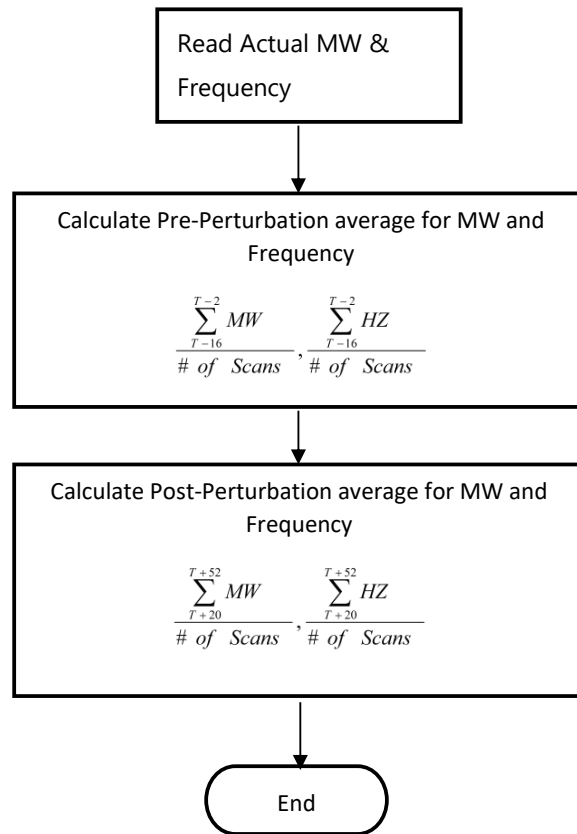 Read Actual MW &
Frequency
Calculate Pre-Perturbation average for MW and
Frequency
T−2 T−2
∑ MW ∑ HZ
T−16 T−16
# of Scans , # of Scans
Calculate Post-Perturbation average for MW and
Frequency
T+52 T+52
∑ MW ∑ HZ
T+20 T+20
# of Scans , # of Scans
End